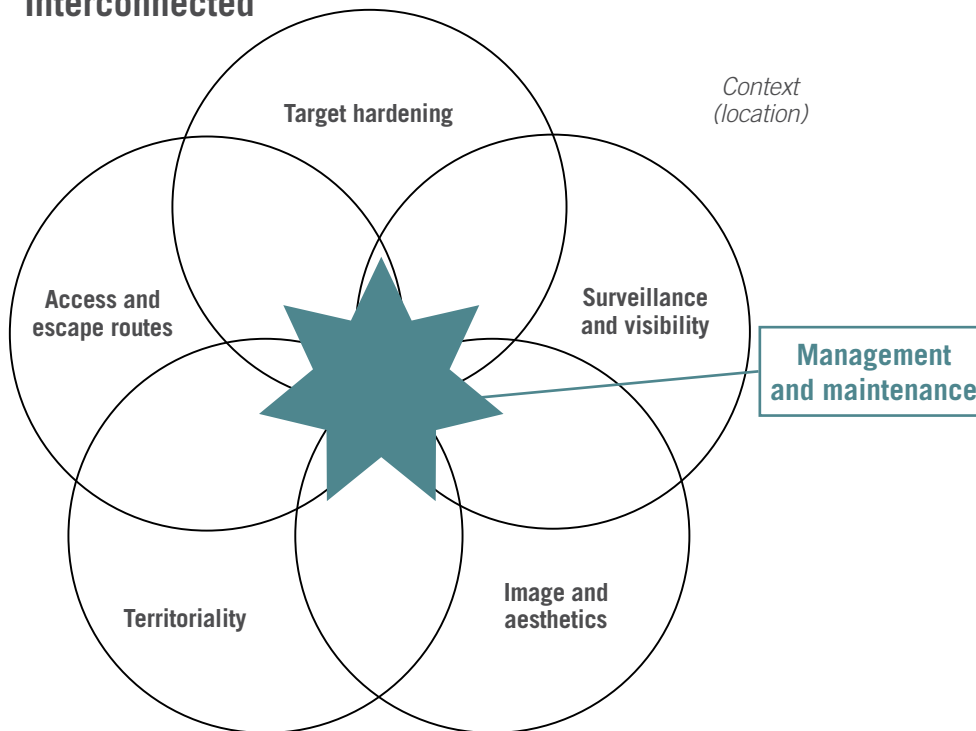 Interconnected
Context
(location)
Target hardening
Access and
escape routes
Surveillance
and visibility
Management
and maintenance
Territoriality
Image and
aesthetics